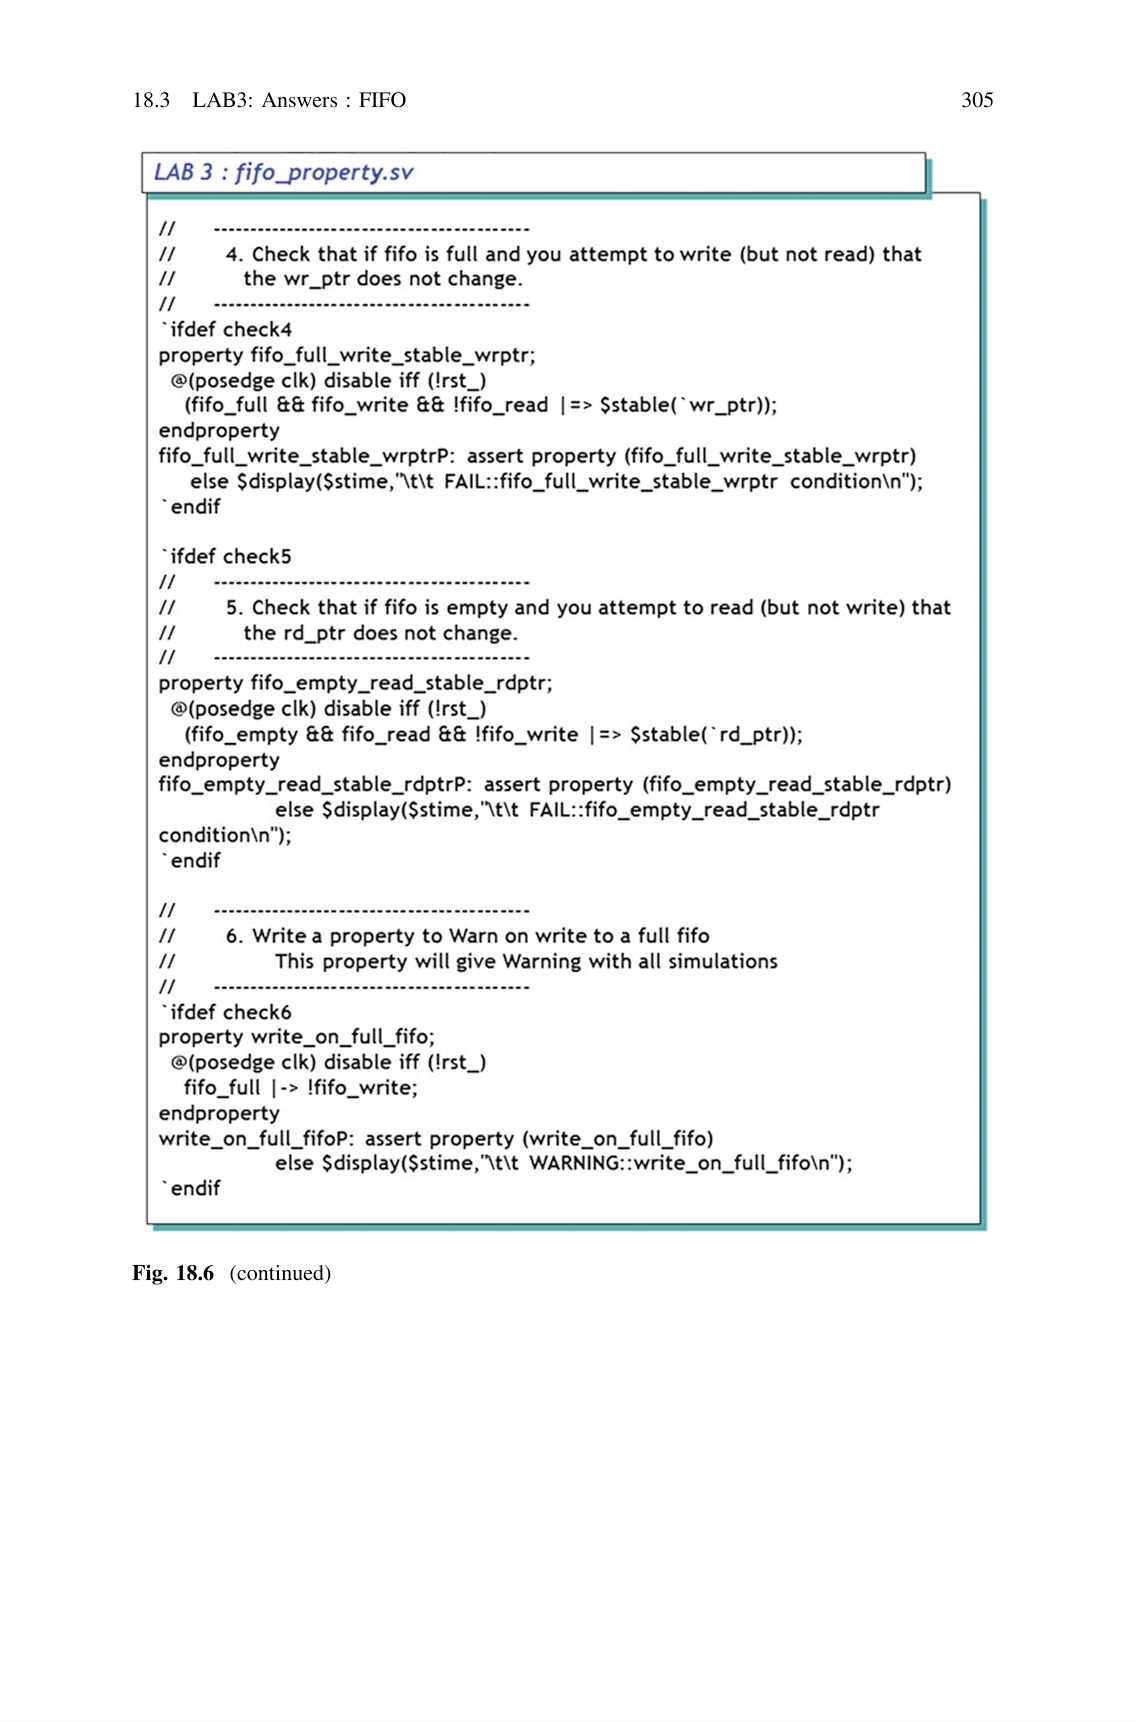 18.3 LAB3: Answers : FIFO 305
LAB 3 : fifo_property.sv
// -----------------------------------------
// 4. Check that if fifo is full and you attempt to write (but not read) that
// the wr_ptr does not change.
// -----------------------------------------
`ifdef check4
property fifo_full_write_stable_wrptr;
@(posedge clk) disable iff (!rst_)
(fifo_full && fifo_write && !fifo_read |=> $stable(`wr_ptr));
endproperty
fifo_full_write_stable_wrptrP: assert property (fifo_full_write_stable_wrptr)
else $display($stime,"\t\t FAIL::fifo_full_write_stable_wrptr condition\n");
`endif
`ifdef check5
// -----------------------------------------
// 5. Check that if fifo is empty and you attempt to read (but not write) that
// the rd_ptr does not change.
// -----------------------------------------
property fifo_empty_read_stable_rdptr;
@(posedge clk) disable iff (!rst_)
(fifo_empty && fifo_read && !fifo_write |=> $stable(`rd_ptr));
endproperty
fifo_empty_read_stable_rdptrP: assert property (fifo_empty_read_stable_rdptr)
else $display($stime,"\t\t FAIL::fifo_empty_read_stable_rdptr
condition\n");
`endif
// -----------------------------------------
// 6. Write a property to Warn on write to a full fifo
// This property will give Warning with all simulations
// -----------------------------------------
`ifdef check6
property write_on_full_fifo;
@(posedge clk) disable iff (!rst_)
fifo_full |-> !fifo_write;
endproperty
write_on_full_fifoP: assert property (write_on_full_fifo)
else $display($stime,"\t\t WARNING::write_on_full_fifo\n");
`endif
Fig. 18.6 (continued)